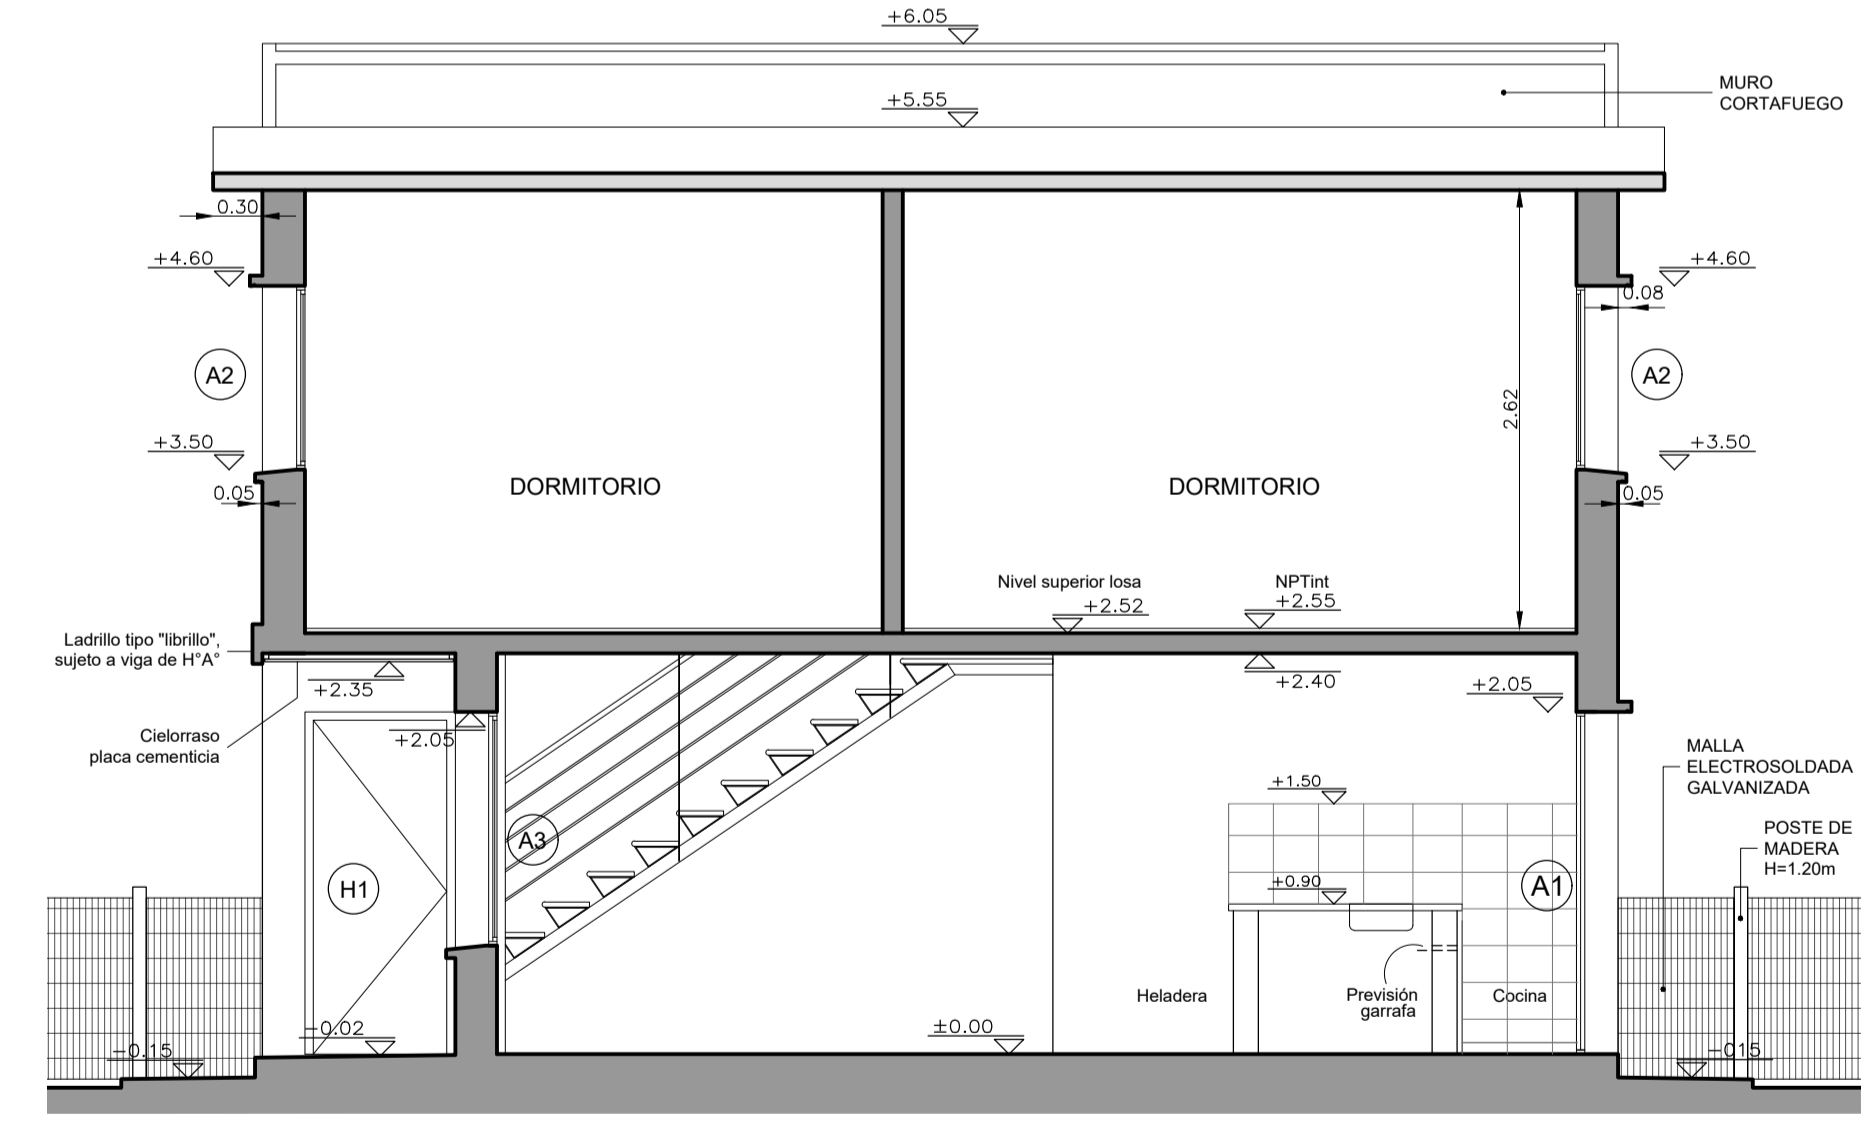 +6.05
+5.55
MURO
CORTAFUEGO
0.30
+4.60
+4.60
0.08
A2
A2
2.62
+3.50
+3.50
DORMITORIO
DORMITORIO
0.05
0.05
Nivel superior losa
+2.52
NPTint
+2.55
Ladrillo tipo "librillo",
sujeto a viga de H°A°
+2.35
+2.40
+2.05
Cielorraso
placa cementicia
+2.05
MALLA
ELECTROSOLDADA
GALVANIZADA
+1.50
POSTE DE
MADERA
H=1.20m
A3
H1
+0.90
A1
Heladera
Previsión
garrafa
Cocina
-0.02
±0.00
-0.15
-015